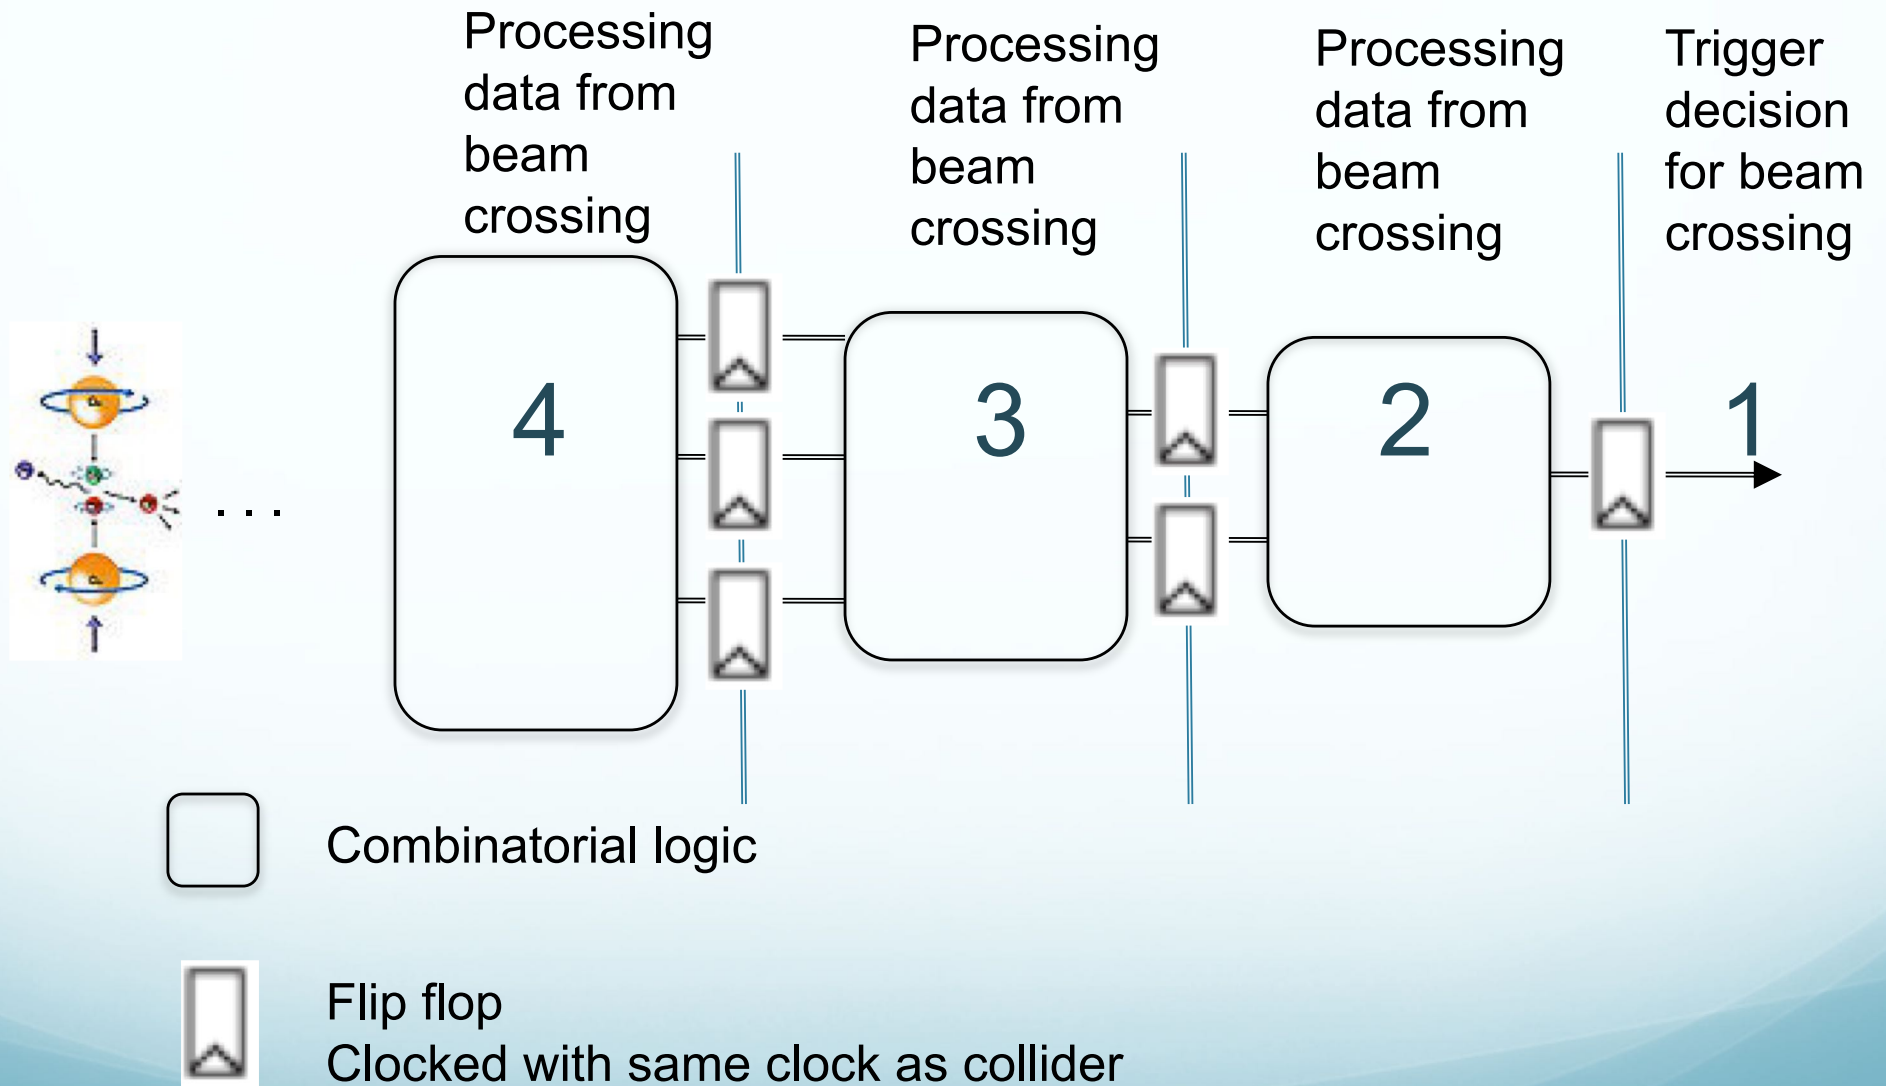 Processing
data from
beam
crossing
Processing
data from
beam
crossing
Processing
data from
beam
crossing
Trigger
decision
for beam
crossing
4
3
2
1
. . .
Combinatorial logic
Flip flop
Clocked with same clock as collider